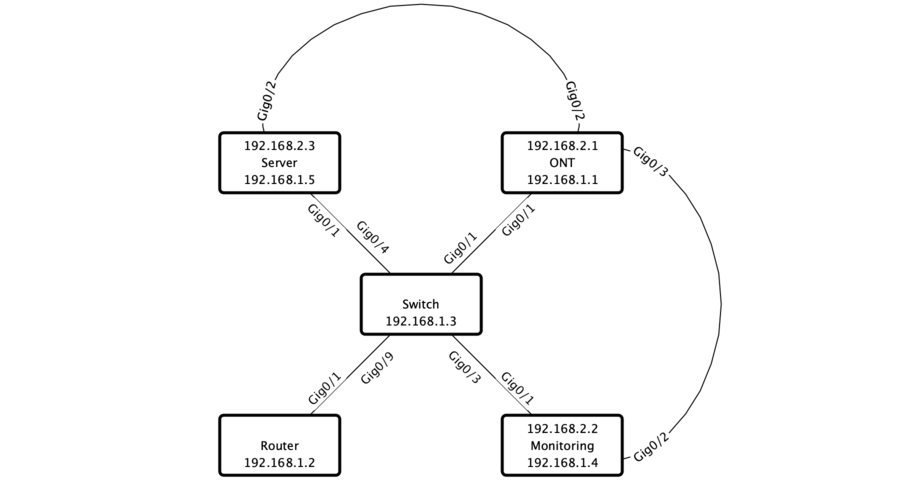 Gig0/2
Gig0/2
192.168.2.3
Server
192.168.1.5
192.168.2.1
ONT
192.168.1.1
Gig0/3
Gig0/1
Gig0/4
Gig0/1
Gig0/1
Switch
192.168.1.3
Gig0/1
Gig0/9
Gig0/3
Gig0/1
Router
192.168.1.2
192.168.2.2
Monitoring
192.168.1.4
Gig0/2